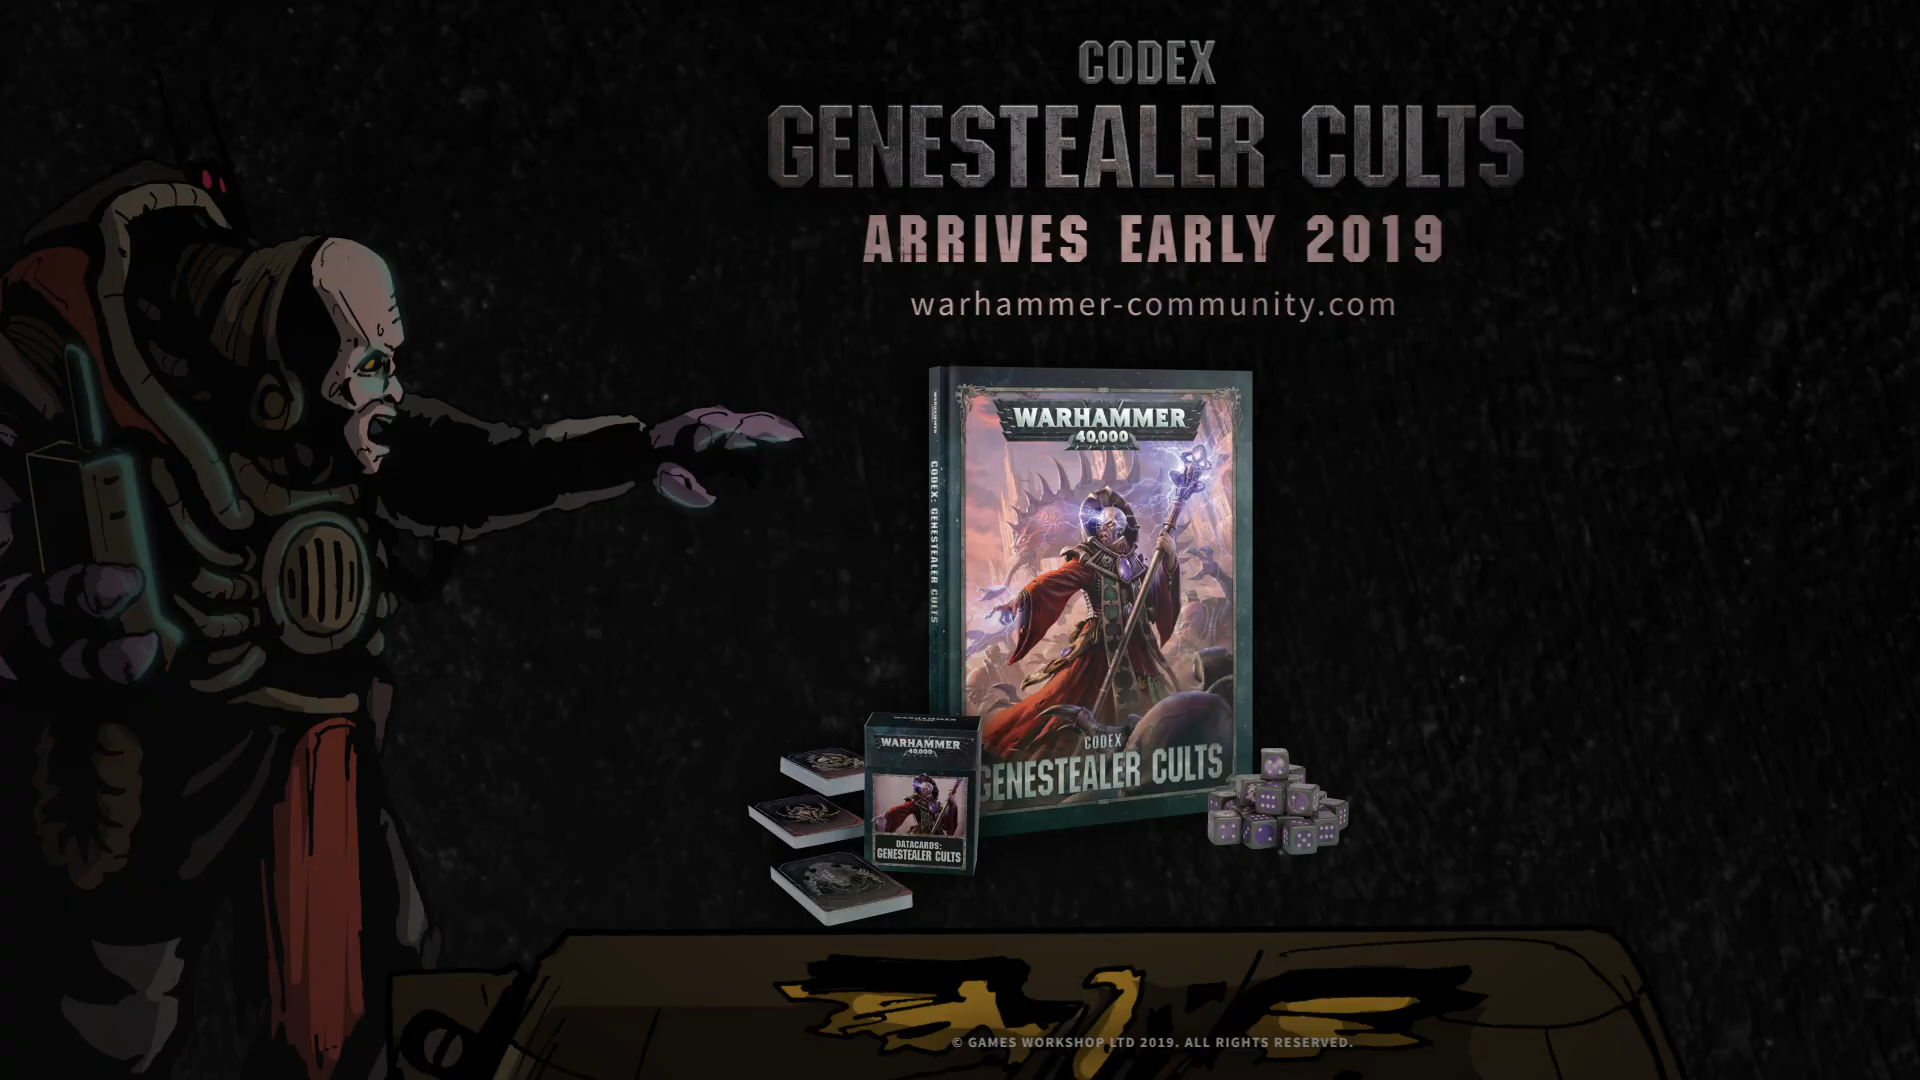 CODEX
GENESTEALER CULTS
ARRIVES EARLY 2019
warhammer-community.com
WARHAMMER
40,000
CODEX: GENESTEALER CULTS
CODEX
GENESTEALER CULTS
WARHAMMER
WARHAMMER
40,000
DATACARDS:
GENESTEALER CULTS
© GAMES WORKSHOP LTD 2019. ALL RIGHTS RESERVED.